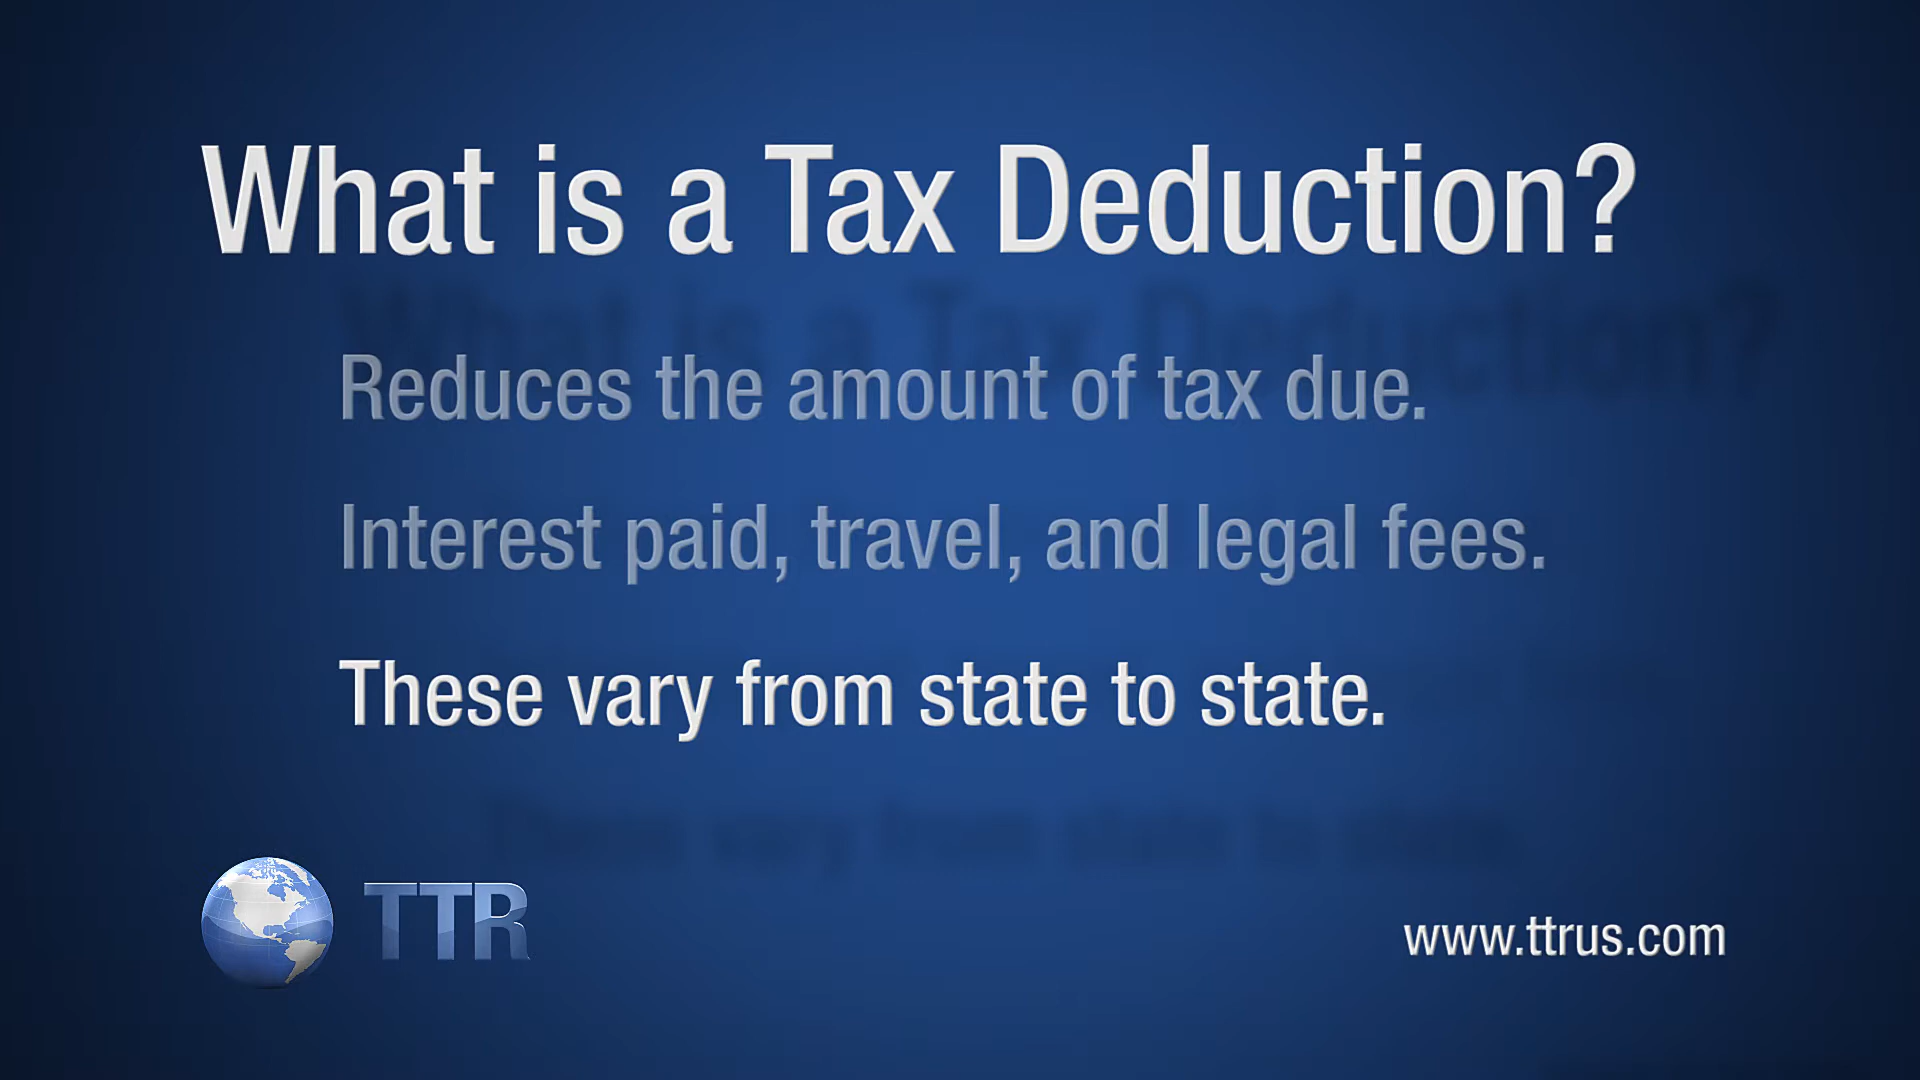 What is a Tax Deduction?
Reduces the amount of tax due.
Interest paid, travel, and legal fees.
These vary from state to state.
TTR
www.ttrus.com